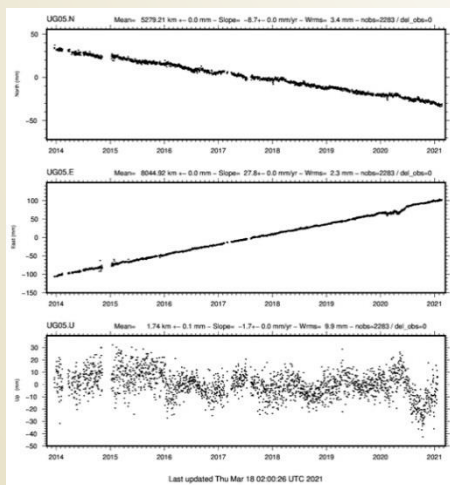 UG05.N Mean= 5279.21 km +− 0.0 mm − Slope= −8.7+− 0.0 mm/yr − Wrms= 3.4 mm − nobs=2283 / del_obs=0
North (mm)
0
−50
2014 2015 2016 2017 2018 2019 2020 2021
UG05.E Mean= 8044.92 km +− 0.0 mm − Slope= 27.8+− 0.0 mm/yr − Wrms= 2.3 mm − nobs=2283 / del_obs=0
East (mm)
100
50
0
−50
−100
−150
2014 2015 2016 2017 2018 2019 2020 2021
UG05.U Mean= 1.74 km +− 0.1 mm − Slope= −1.7+− 0.0 mm/yr − Wrms= 9.9 mm − nobs=2283 / del_obs=0
Up (mm)
30
20
10
0
−10
−20
−30
−40
−50
2014 2015 2016 2017 2018 2019 2020 2021
Last updated Thu Mar 18 02:00:26 UTC 2021